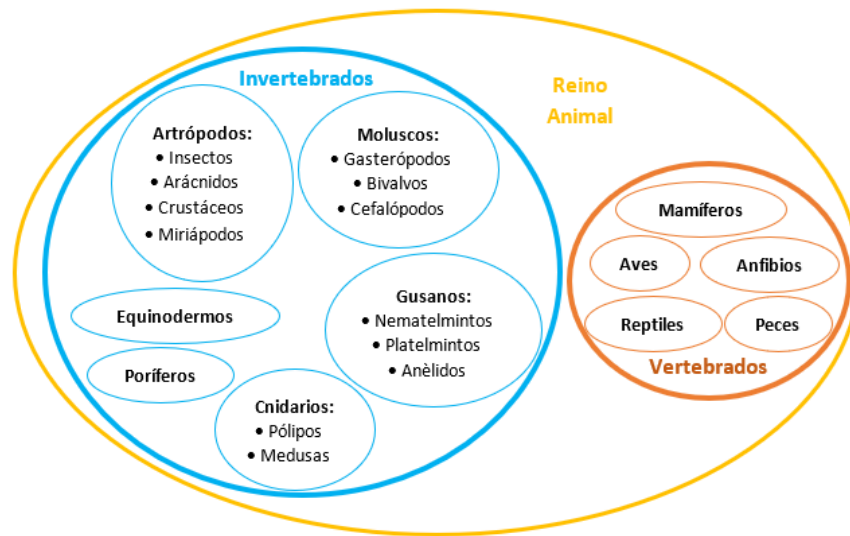 Invertebrados
Reino
Animal
Artrópodos:
• Insectos
• Arácnidos
• Crustáceos
• Miriápodos
Moluscos:
• Gasterópodos
• Bivalvos
• Cefalópodos
Equinodermos
Poríferos
Gusanos:
• Nematelmintos
• Platelmintos
• Anèlidos
Cnidarios:
• Pólipos
• Medusas
Mamíferos
Aves
Anfibios
Reptiles
Peces
Vertebrados